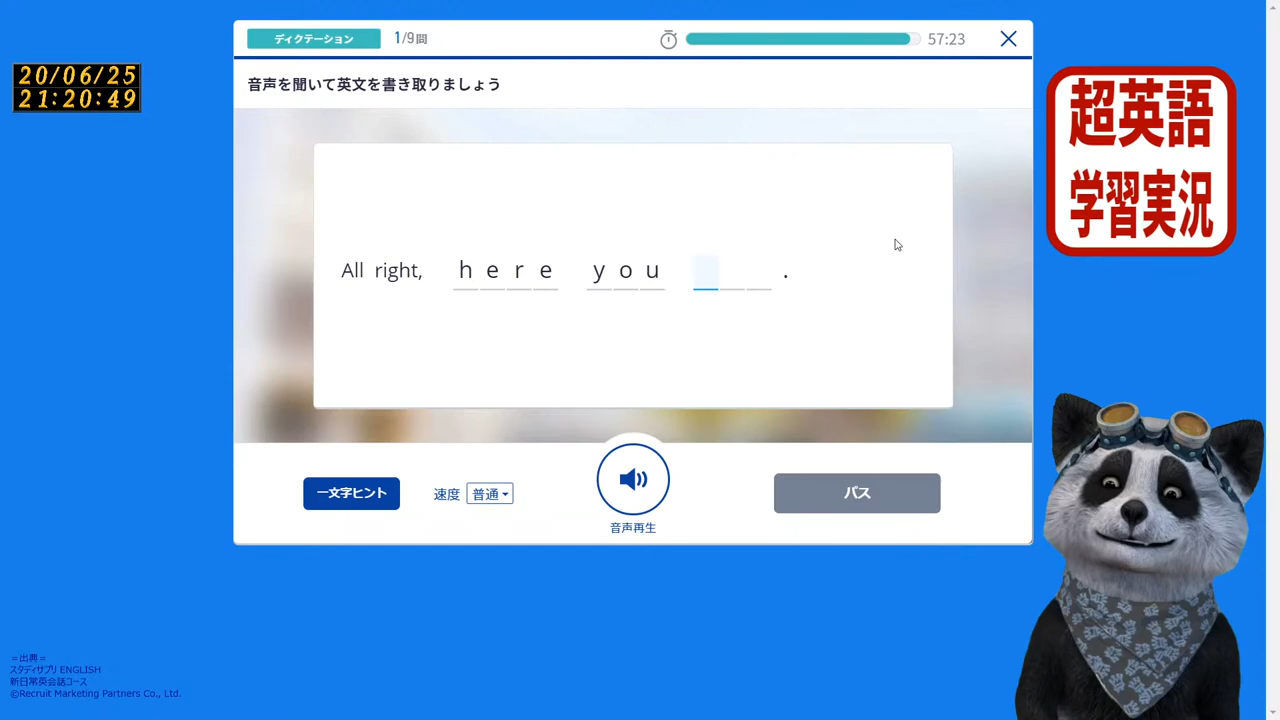 20/06/25
21:20:49
ディクテーション 1/9問 57:23
音声を聞いて英文を書き取りましょう
All right, here you .
一文字ヒント 速度 普通 パス
音声再生
超英語
学習実況
＝出典＝
スタディサプリ ENGLISH
新日常英会話コース
©Recruit Marketing Partners Co., Ltd.